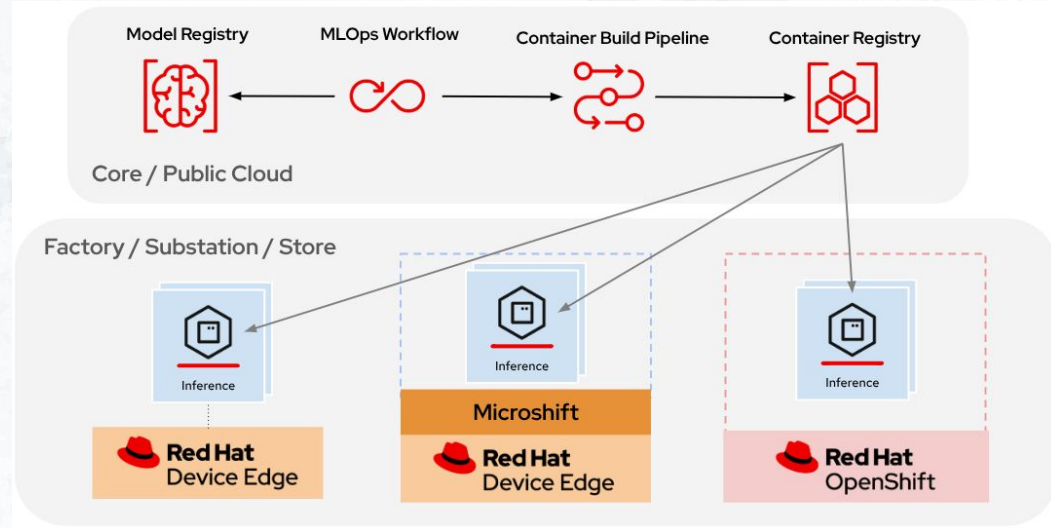 Model Registry
MLOps Workflow
Container Build Pipeline
Container Registry
Core / Public Cloud
Factory / Substation / Store
Inference
Inference
Inference
Red Hat
Device Edge
Microshift
Red Hat
Device Edge
Red Hat
OpenShift